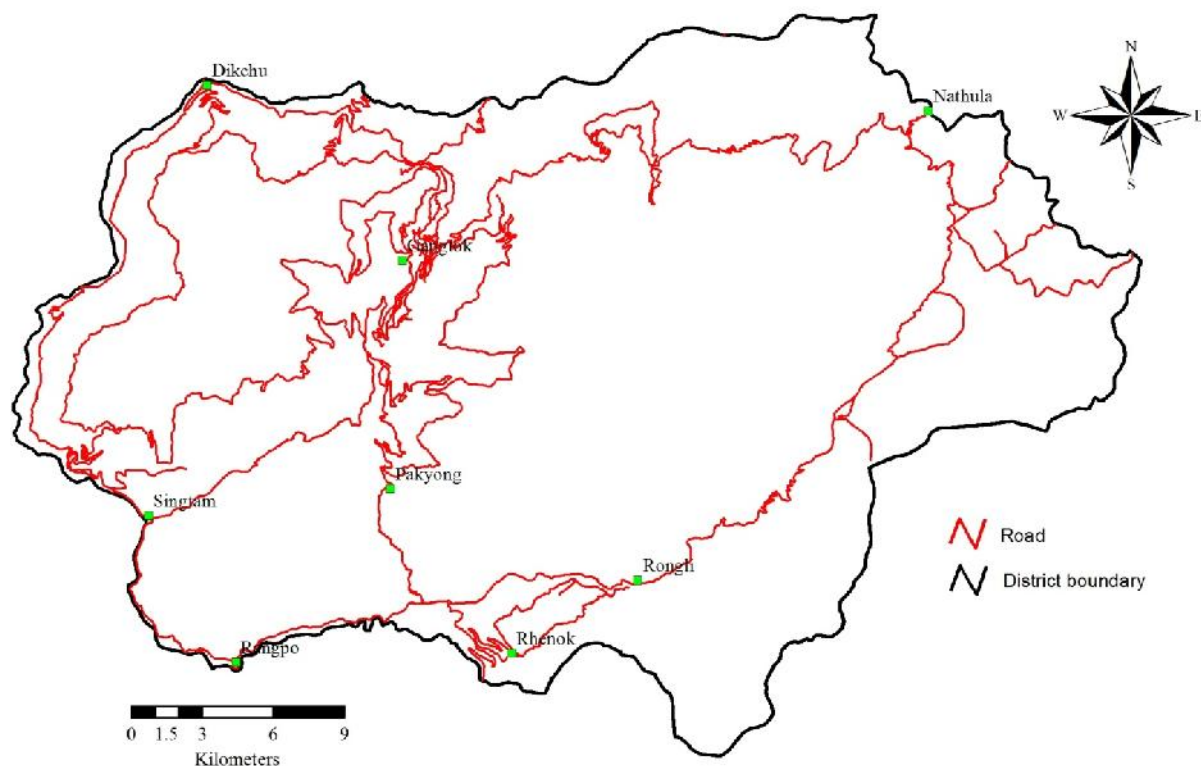 Dikchu
Nathula
N
W
E
S
Gangtok
Pakyong
Singtam
Rongli
Rhenok
Rangpo
Road
District boundary
0 1.5 3 6 9
Kilometers